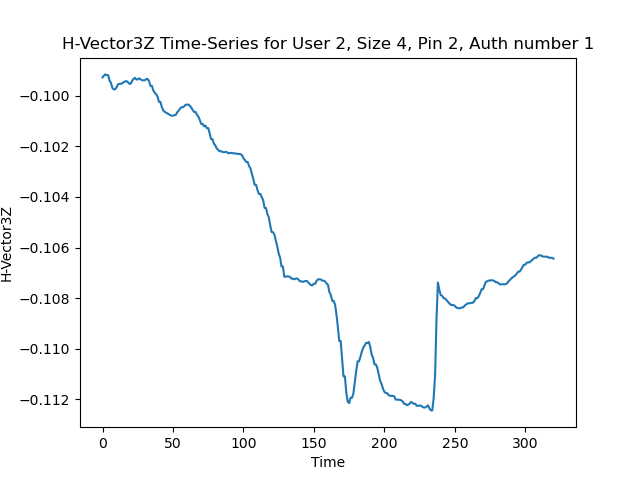 H-Vector3Z Time-Series for User 2, Size 4, Pin 2, Auth number 1
−0.100
−0.102
−0.104
−0.106
−0.108
−0.110
−0.112
H-Vector3Z
0 50 100 150 200 250 300
Time